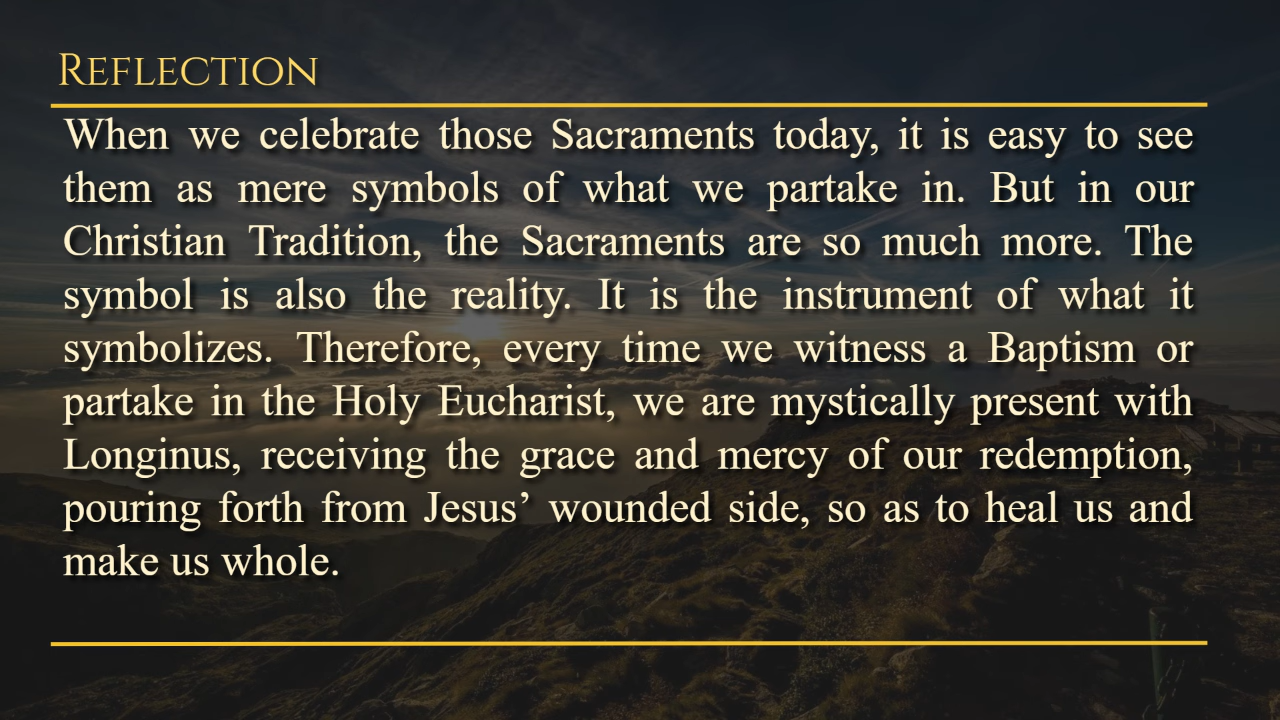 Reflection
When we celebrate those Sacraments today, it is easy to see
them as mere symbols of what we partake in. But in our
Christian Tradition, the Sacraments are so much more. The
symbol is also the reality. It is the instrument of what it
symbolizes. Therefore, every time we witness a Baptism or
partake in the Holy Eucharist, we are mystically present with
Longinus, receiving the grace and mercy of our redemption,
pouring forth from Jesus’ wounded side, so as to heal us and
make us whole.